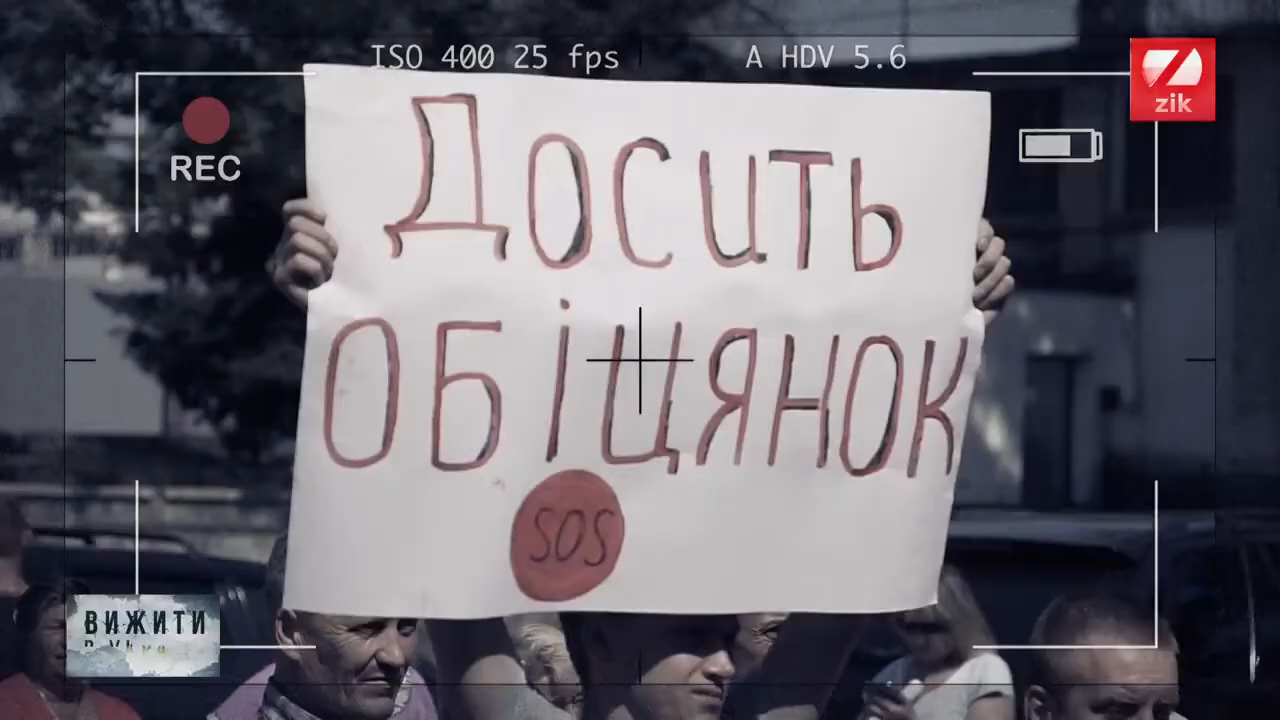 ISO 400 25 fps
A HDV 5.6
zik
REC
Досить
обіцянок
SOS
ВИЖИТИ